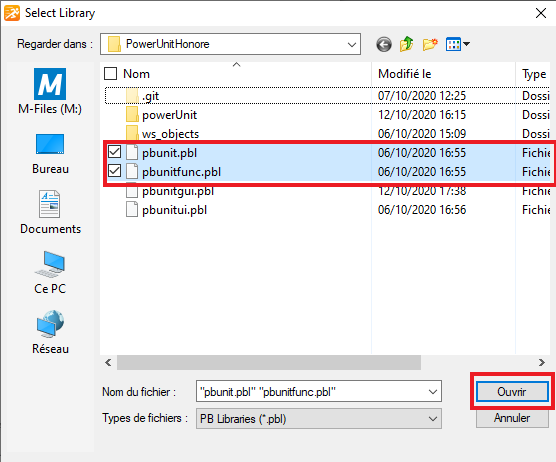 Select Library
Regarder dans :
PowerUnitHonore
Nom Modifié le Type
.git 07/10/2020 12:25 Dossi
powerUnit 12/10/2020 16:15 Dossi
ws_objects 06/10/2020 15:09 Dossi
pbunit.pbl 06/10/2020 16:55 Fichie
pbunitfunc.pbl 06/10/2020 16:55 Fichie
pbunitgui.pbl 12/10/2020 17:38 Fichie
pbunitui.pbl 06/10/2020 16:56 Fichie
M
M-Files (M:)
Bureau
Documents
Ce PC
Réseau
Nom du fichier : "pbunit.pbl" "pbunitfunc.pbl" Ouvrir
Types de fichiers : PB Libraries (*.pbl) Annuler